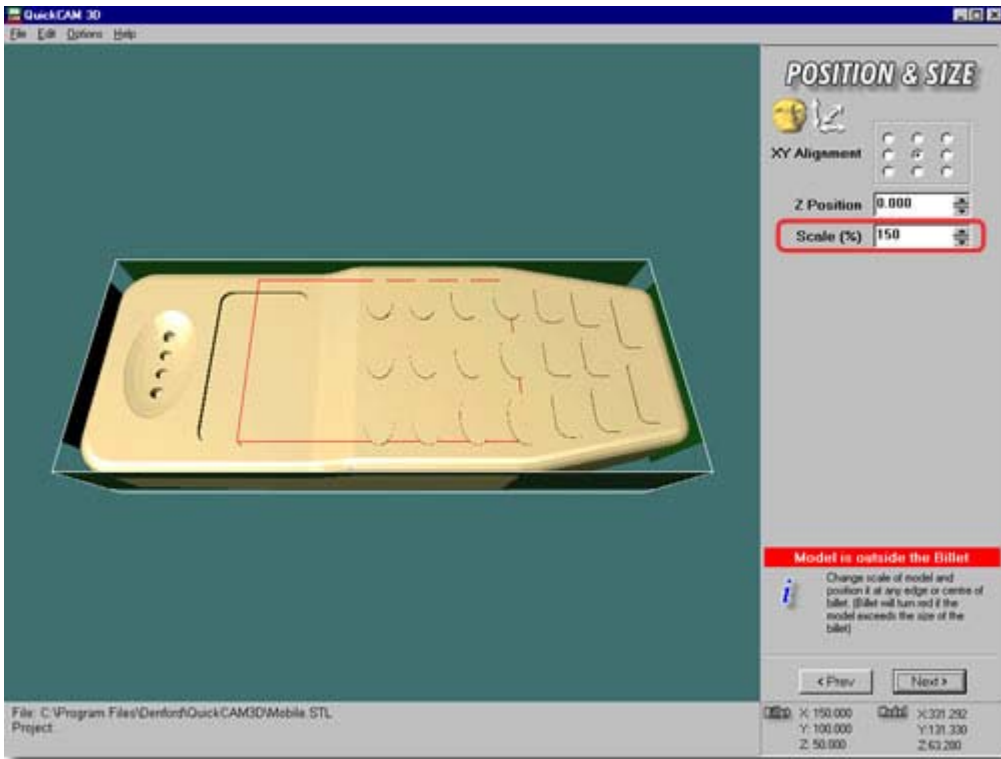 QuickCAM 3D
File Edit Options Help
POSITION & SIZE
XY Alignment
Z Position 0.000
Scale (%) 150
Model is outside the Billet
Change scale of model and
position it at any edge or centre of
billet. (Billet will turn red if the
model exceeds the size of the
billet)
< Prev Next >
File: C:\Program Files\Denford\QuickCAM3D\Mobile.STL
Project:
X: 150.000 X:331.292
Y: 100.000 Y:131.330
Z: 50.000 Z:63.280